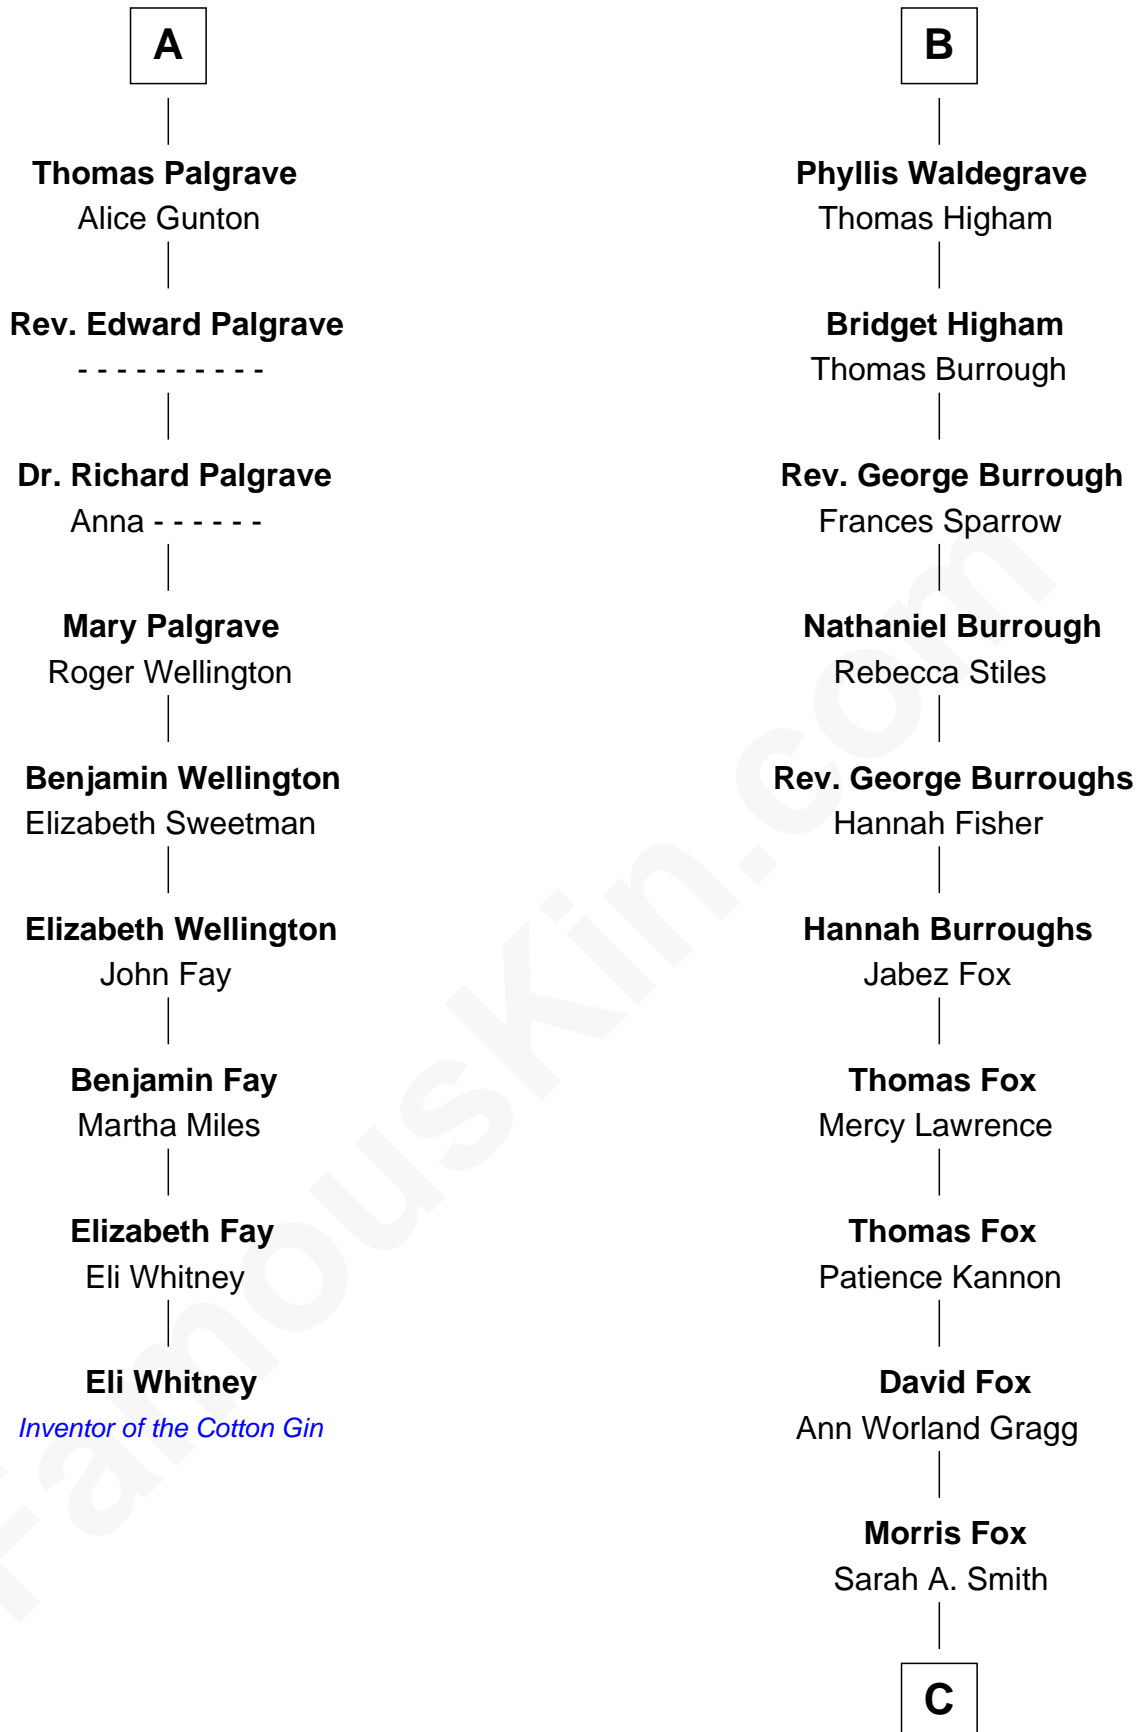 A
Thomas Palgrave
Alice Gunton
Rev. Edward Palgrave
- - - - - - - - - -
Dr. Richard Palgrave
Anna - - - - - -
Mary Palgrave
Roger Wellington
Benjamin Wellington
Elizabeth Sweetman
Elizabeth Wellington
John Fay
Benjamin Fay
Martha Miles
Elizabeth Fay
Eli Whitney
Eli Whitney
Inventor of the Cotton Gin
B
Phyllis Waldegrave
Thomas Higham
Bridget Higham
Thomas Burrough
Rev. George Burrough
Frances Sparrow
Nathaniel Burrough
Rebecca Stiles
Rev. George Burroughs
Hannah Fisher
Hannah Burroughs
Jabez Fox
Thomas Fox
Mercy Lawrence
Thomas Fox
Patience Kannon
David Fox
Ann Worland Gragg
Morris Fox
Sarah A. Smith
C
FamousKin.com